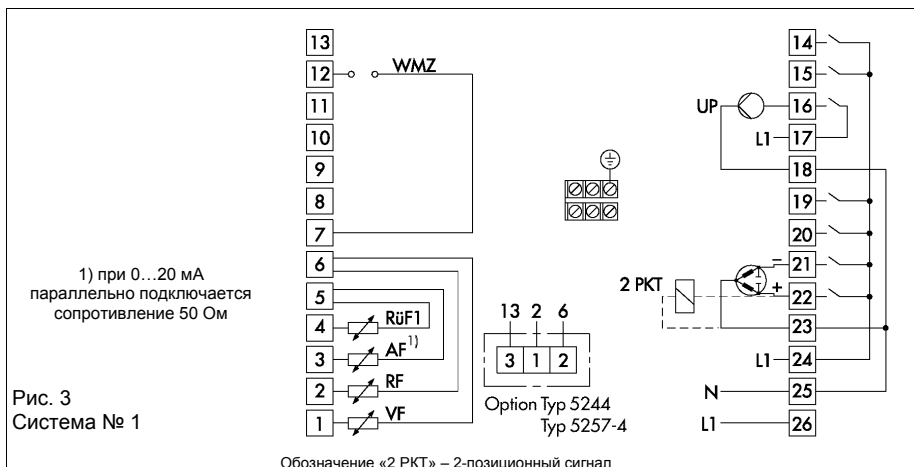 13
12 WMZ
11
10
9
8
7
6
5
4 RüF1
3 AF 1)
2 RF
1 VF
1) при 0...20 мА
параллельно подключается
сопротивление 50 Ом
Рис. 3
Система № 1
13 2 6
3 1 2
Option Typ 5244
Typ 5257-4
14
15
UP 16
L1 17
18
19
20
21 –
2 PKT
22 +
23
L1 24
N 25
L1 26
Обозначение «2 PKT» – 2-позиционный сигнал